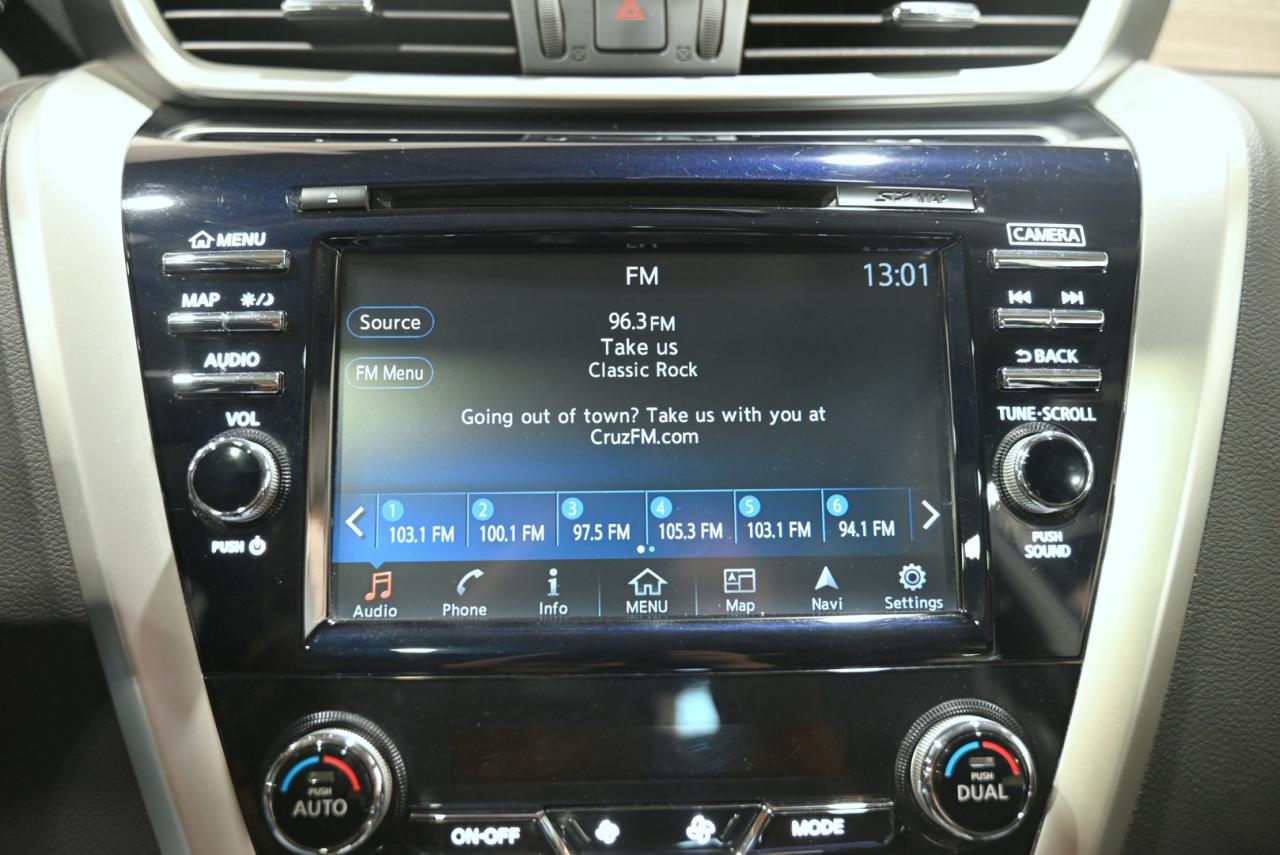 SD MAP
MENU
CAMERA
MAP
AUDIO
BACK
VOL
TUNE·SCROLL
PUSH
PUSH
SOUND
FM
13:01
Source
96.3 FM
Take us
FM Menu
Classic Rock
Going out of town? Take us with you at
CruzFM.com
1 2 3 4 5 6
103.1 FM 100.1 FM 97.5 FM 105.3 FM 103.1 FM 94.1 FM
Audio Phone Info MENU Map Navi Settings
PUSH
AUTO
PUSH
DUAL
ON·OFF
MODE